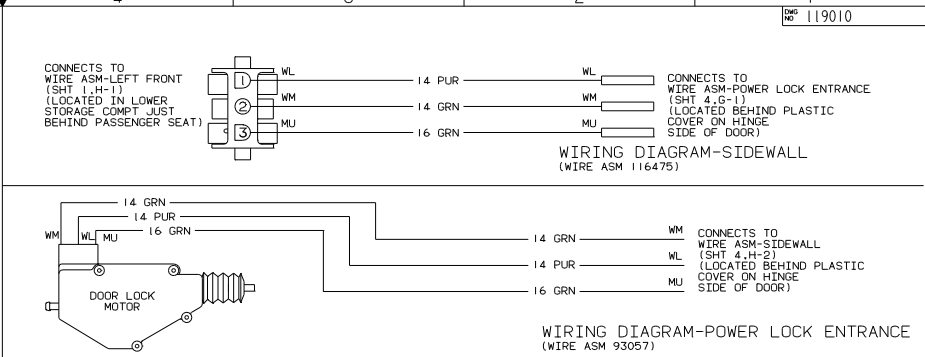 DWG NO 119010
CONNECTS TO
WIRE ASM-LEFT FRONT
(SHT 1,H-1)
(LOCATED IN LOWER
STORAGE COMPT JUST
BEHIND PASSENGER SEAT)
1
2
3
WL
14 PUR
WL
WM
14 GRN
WM
MU
16 GRN
MU
CONNECTS TO
WIRE ASM-POWER LOCK ENTRANCE
(SHT 4,G-1)
(LOCATED BEHIND PLASTIC
COVER ON HINGE
SIDE OF DOOR)
WIRING DIAGRAM-SIDEWALL
(WIRE ASM 116475)
14 GRN
14 PUR
16 GRN
WM
WL
MU
DOOR LOCK
MOTOR
14 GRN
WM
14 PUR
WL
16 GRN
MU
CONNECTS TO
WIRE ASM-SIDEWALL
(SHT 4,H-2)
(LOCATED BEHIND PLASTIC
COVER ON HINGE
SIDE OF DOOR)
WIRING DIAGRAM-POWER LOCK ENTRANCE
(WIRE ASM 93057)